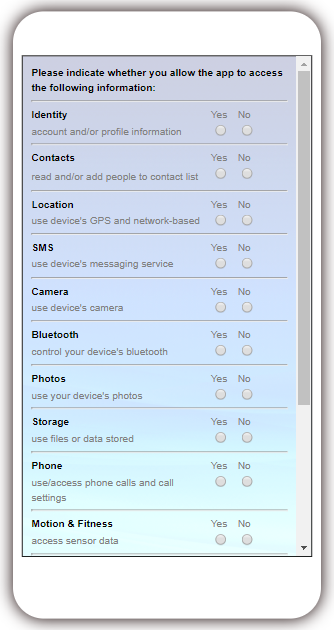 Please indicate whether you allow the app to access
the following information:
Identity Yes No
account and/or profile information
Contacts Yes No
read and/or add people to contact list
Location Yes No
use device's GPS and network-based
SMS Yes No
use device's messaging service
Camera Yes No
use device's camera
Bluetooth Yes No
control your device's bluetooth
Photos Yes No
use your device's photos
Storage Yes No
use files or data stored
Phone Yes No
use/access phone calls and call
settings
Motion & Fitness Yes No
access sensor data